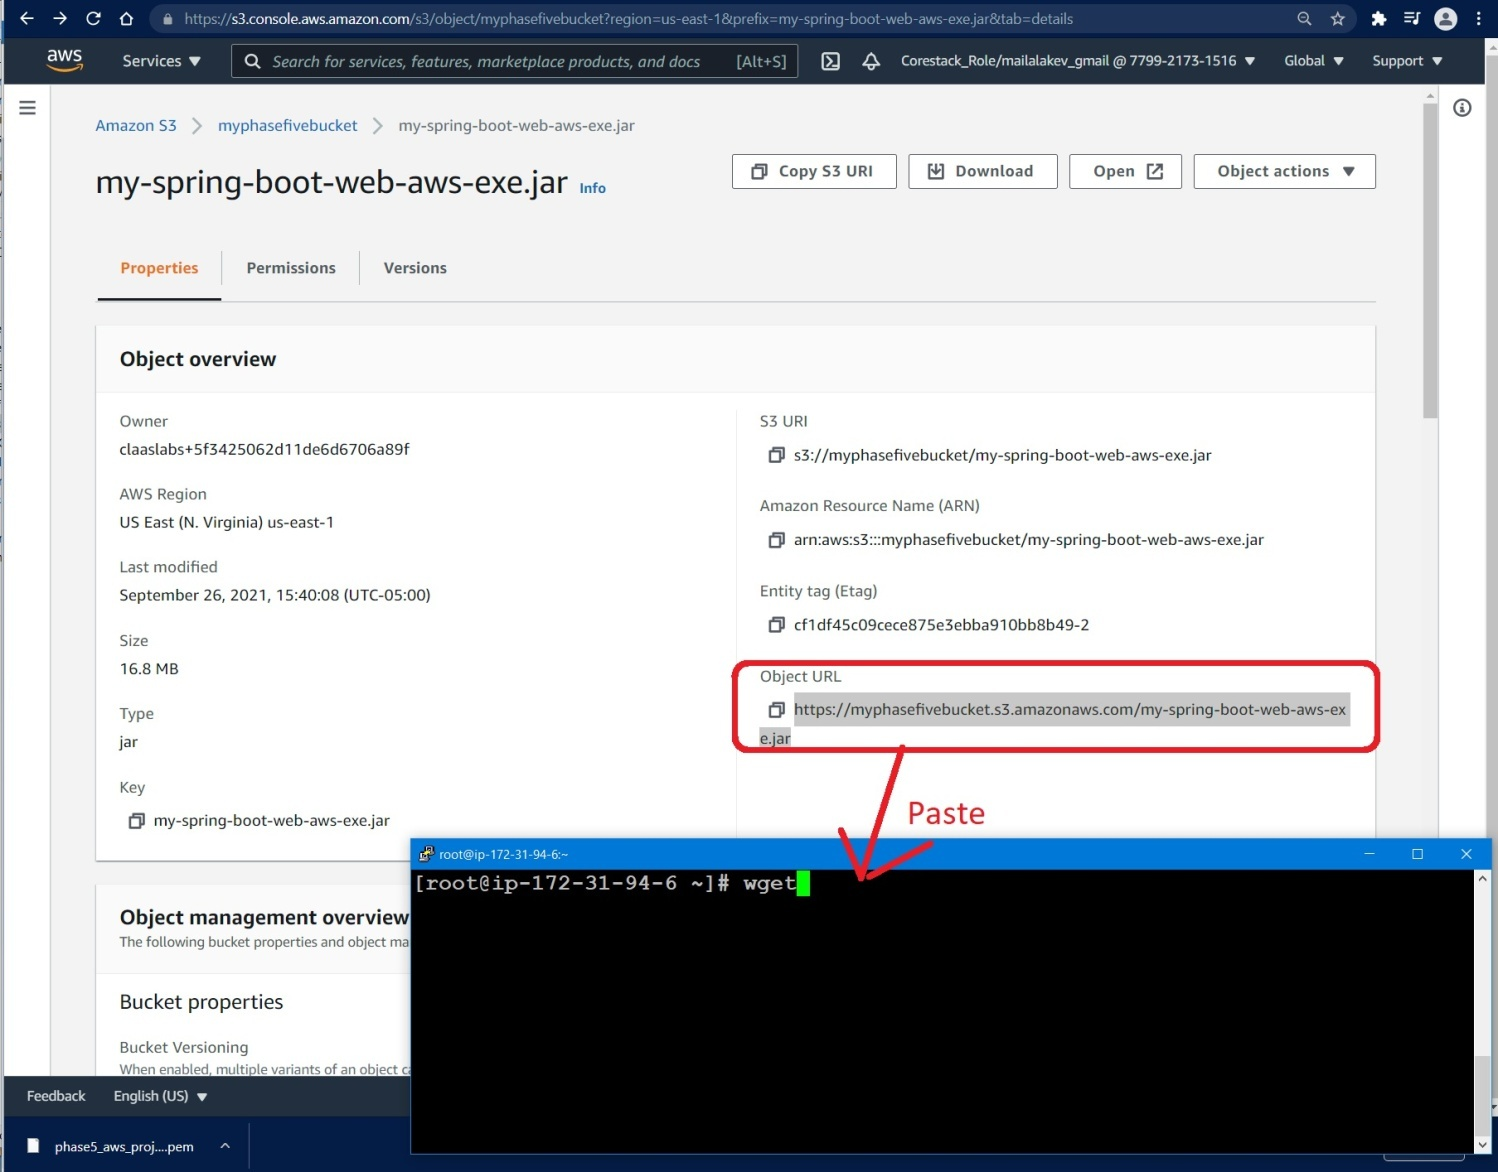 https://s3.console.aws.amazon.com/s3/object/myphasefivebucket?region=us-east-1&prefix=my-spring-boot-web-aws-exe.jar&tab=details
aws Services ▼ Search for services, features, marketplace products, and docs [Alt+S] Corestack_Role/mailalakev_gmail @ 7799-2173-1516 ▼ Global ▼ Support ▼
Amazon S3 > myphasefivebucket > my-spring-boot-web-aws-exe.jar
my-spring-boot-web-aws-exe.jar Info
Copy S3 URI Download Open Object actions ▼
Properties Permissions Versions
Object overview
Owner
claaslabs+5f3425062d11de6d6706a89f
AWS Region
US East (N. Virginia) us-east-1
Last modified
September 26, 2021, 15:40:08 (UTC-05:00)
Size
16.8 MB
Type
jar
Key
my-spring-boot-web-aws-exe.jar
S3 URI
s3://myphasefivebucket/my-spring-boot-web-aws-exe.jar
Amazon Resource Name (ARN)
arn:aws:s3:::myphasefivebucket/my-spring-boot-web-aws-exe.jar
Entity tag (Etag)
cf1df45c09cece875e3ebba910bb8b49-2
Object URL
https://myphasefivebucket.s3.amazonaws.com/my-spring-boot-web-aws-ex
e.jar
Paste
root@ip-172-31-94-6:~
[root@ip-172-31-94-6 ~]# wget
Object management overview
The following bucket properties and object ma
Bucket properties
Bucket Versioning
When enabled, multiple variants of an object ca
Feedback English (US) ▼
phase5_aws_proj....pem